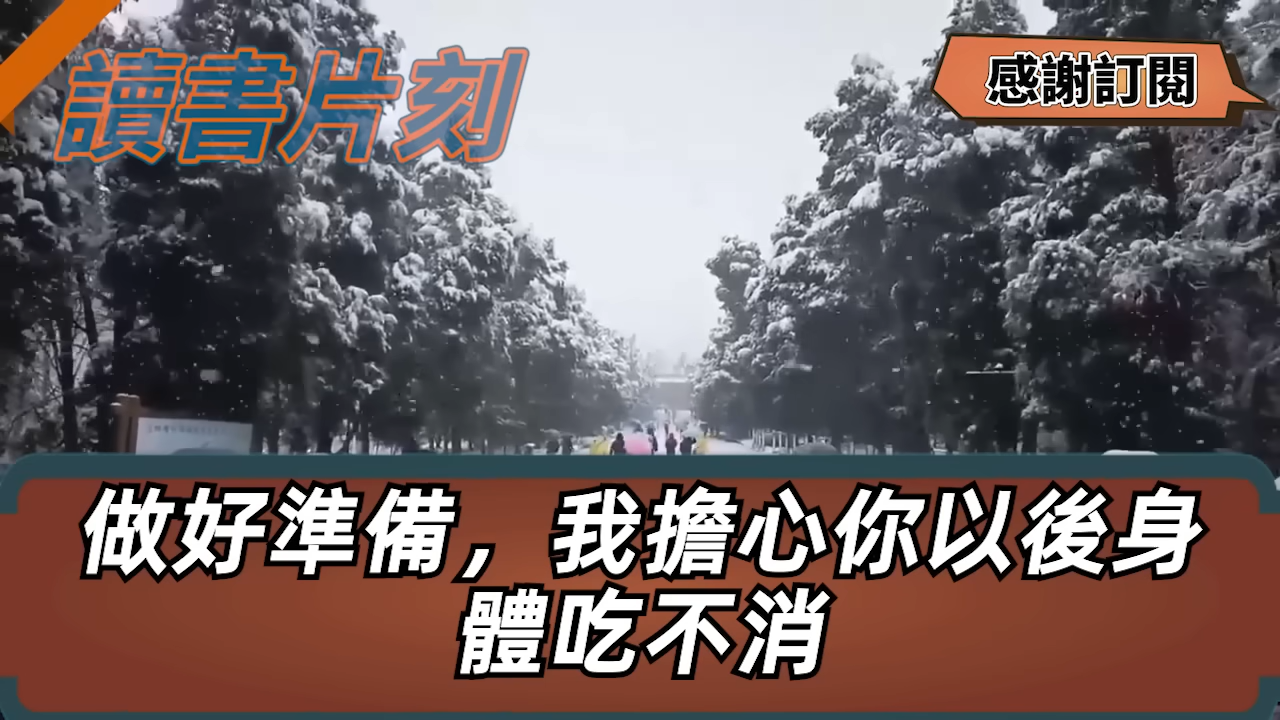 讀書片刻
感謝訂閱
做好準備，我擔心你以後身
體吃不消